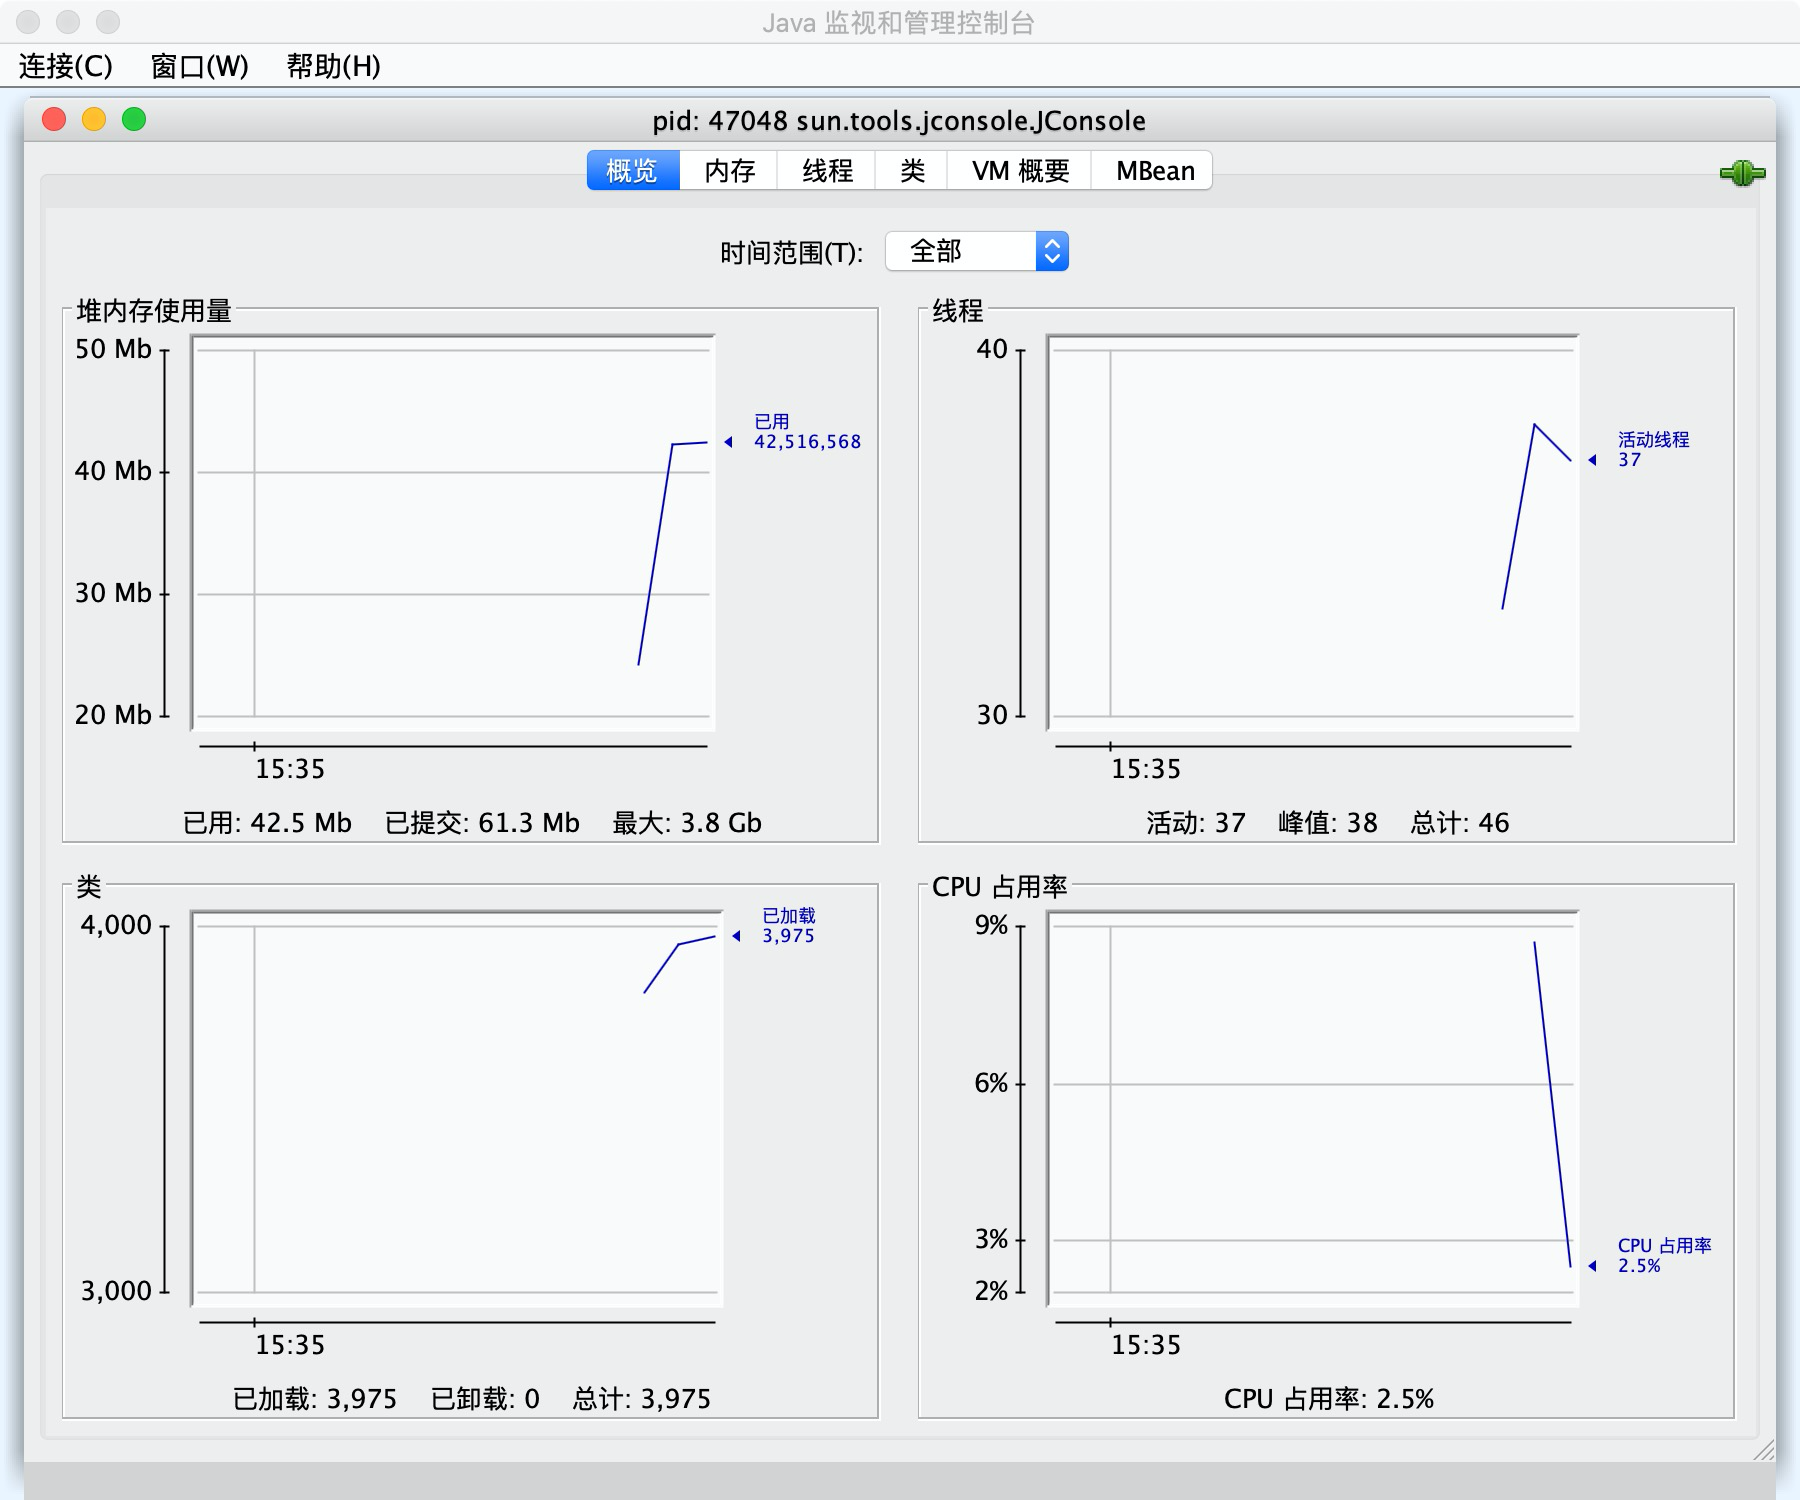 Java 监视和管理控制台
连接(C) 窗口(W) 帮助(H)
pid: 47048 sun.tools.jconsole.JConsole
概览 内存 线程 类 VM 概要 MBean
时间范围(T): 全部
堆内存使用量
50 Mb
40 Mb
30 Mb
20 Mb
已用
42,516,568
15:35
已用: 42.5 Mb 已提交: 61.3 Mb 最大: 3.8 Gb
线程
40
30
活动线程
37
15:35
活动: 37 峰值: 38 总计: 46
类
4,000
3,000
已加载
3,975
15:35
已加载: 3,975 已卸载: 0 总计: 3,975
CPU 占用率
9%
6%
3%
2%
CPU 占用率
2.5%
15:35
CPU 占用率: 2.5%